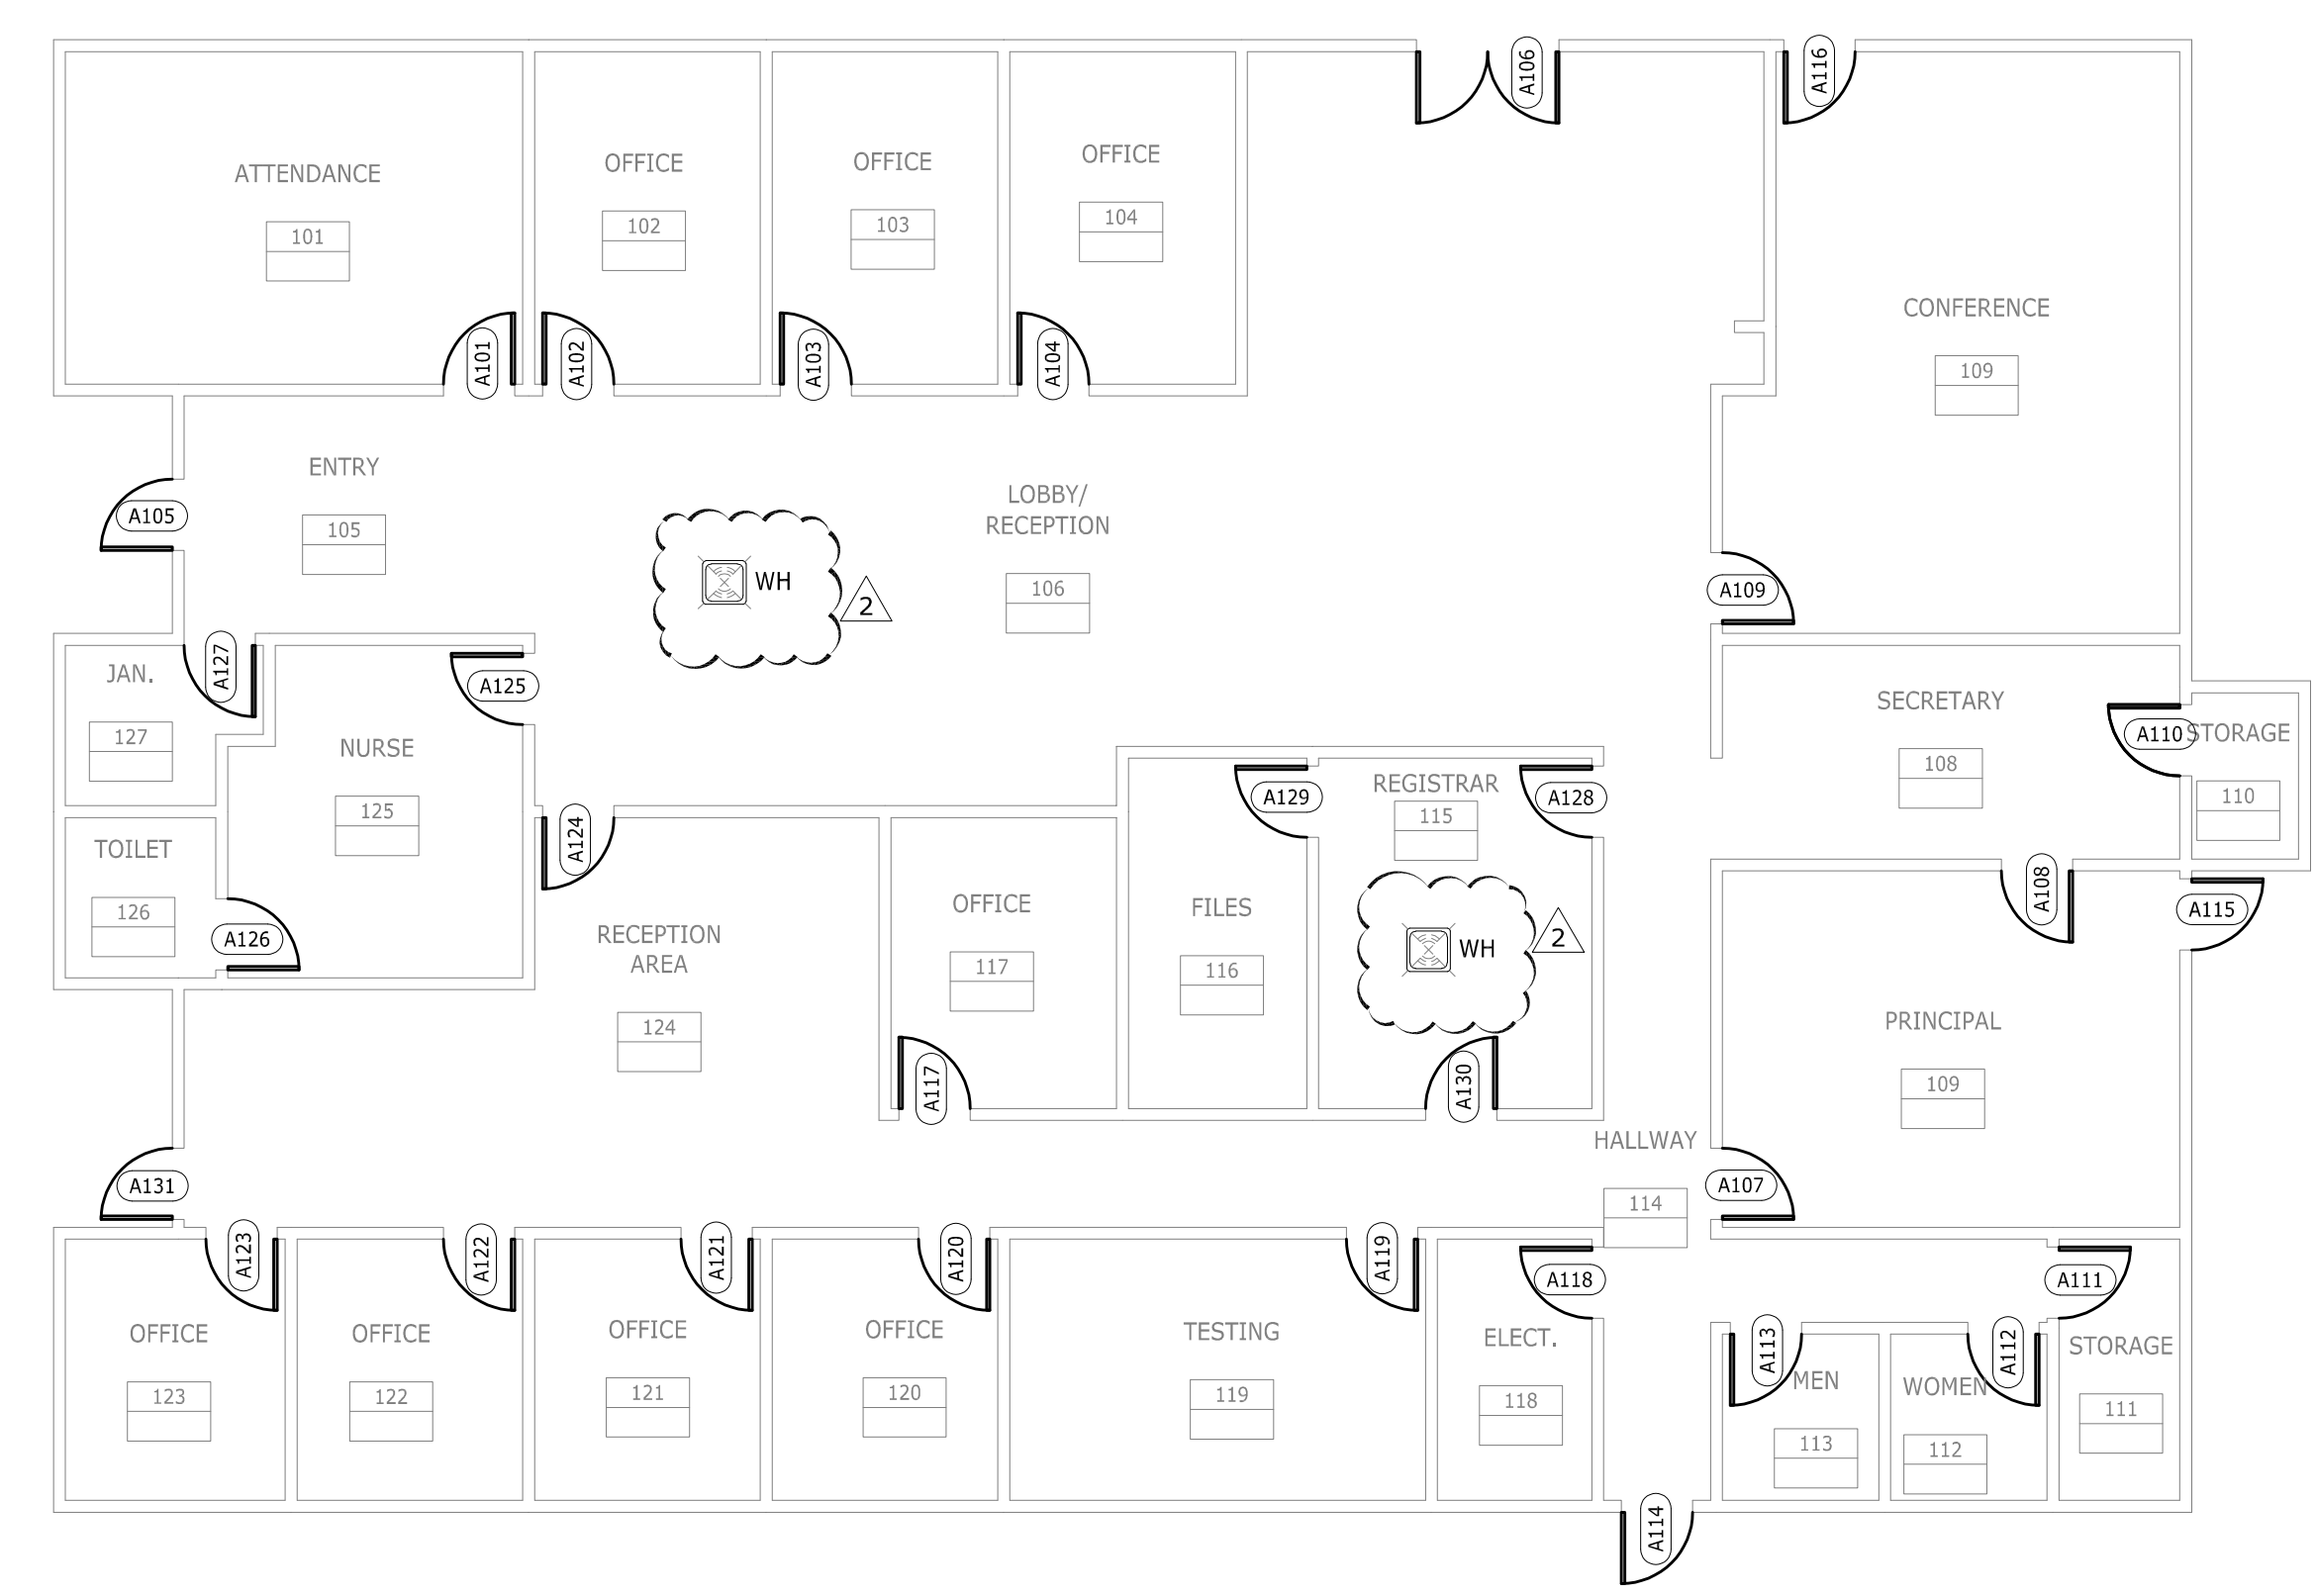 A106
A116
ATTENDANCE
101
OFFICE
102
OFFICE
103
OFFICE
104
CONFERENCE
109
A101
A102
A103
A104
ENTRY
105
A105
LOBBY/
RECEPTION
106
WH
2
A109
JAN.
127
A127
A125
NURSE
125
SECRETARY
108
A110
STORAGE
110
A129
REGISTRAR
115
A128
TOILET
126
A126
A124
RECEPTION
AREA
124
OFFICE
117
A117
FILES
116
WH
2
A130
A108
A115
PRINCIPAL
109
HALLWAY
114
A107
A131
A123
A122
A121
A120
A119
A118
A111
OFFICE
123
OFFICE
122
OFFICE
121
OFFICE
120
TESTING
119
ELECT.
118
A113
MEN
113
A112
WOMEN
112
STORAGE
111
A114